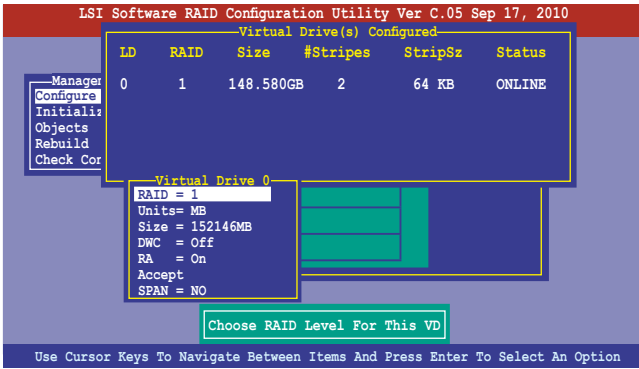 LSI Software RAID Configuration Utility Ver C.05 Sep 17, 2010
Virtual Drive(s) Configured
LD RAID Size #Stripes StripSz Status
0 1 148.580GB 2 64 KB ONLINE
Manager
Configure
Initializ
Objects
Rebuild
Check Con
Virtual Drive 0
RAID = 1
Units= MB
Size = 152146MB
DWC = Off
RA = On
Accept
SPAN = NO
Choose RAID Level For This VD
Use Cursor Keys To Navigate Between Items And Press Enter To Select An Option